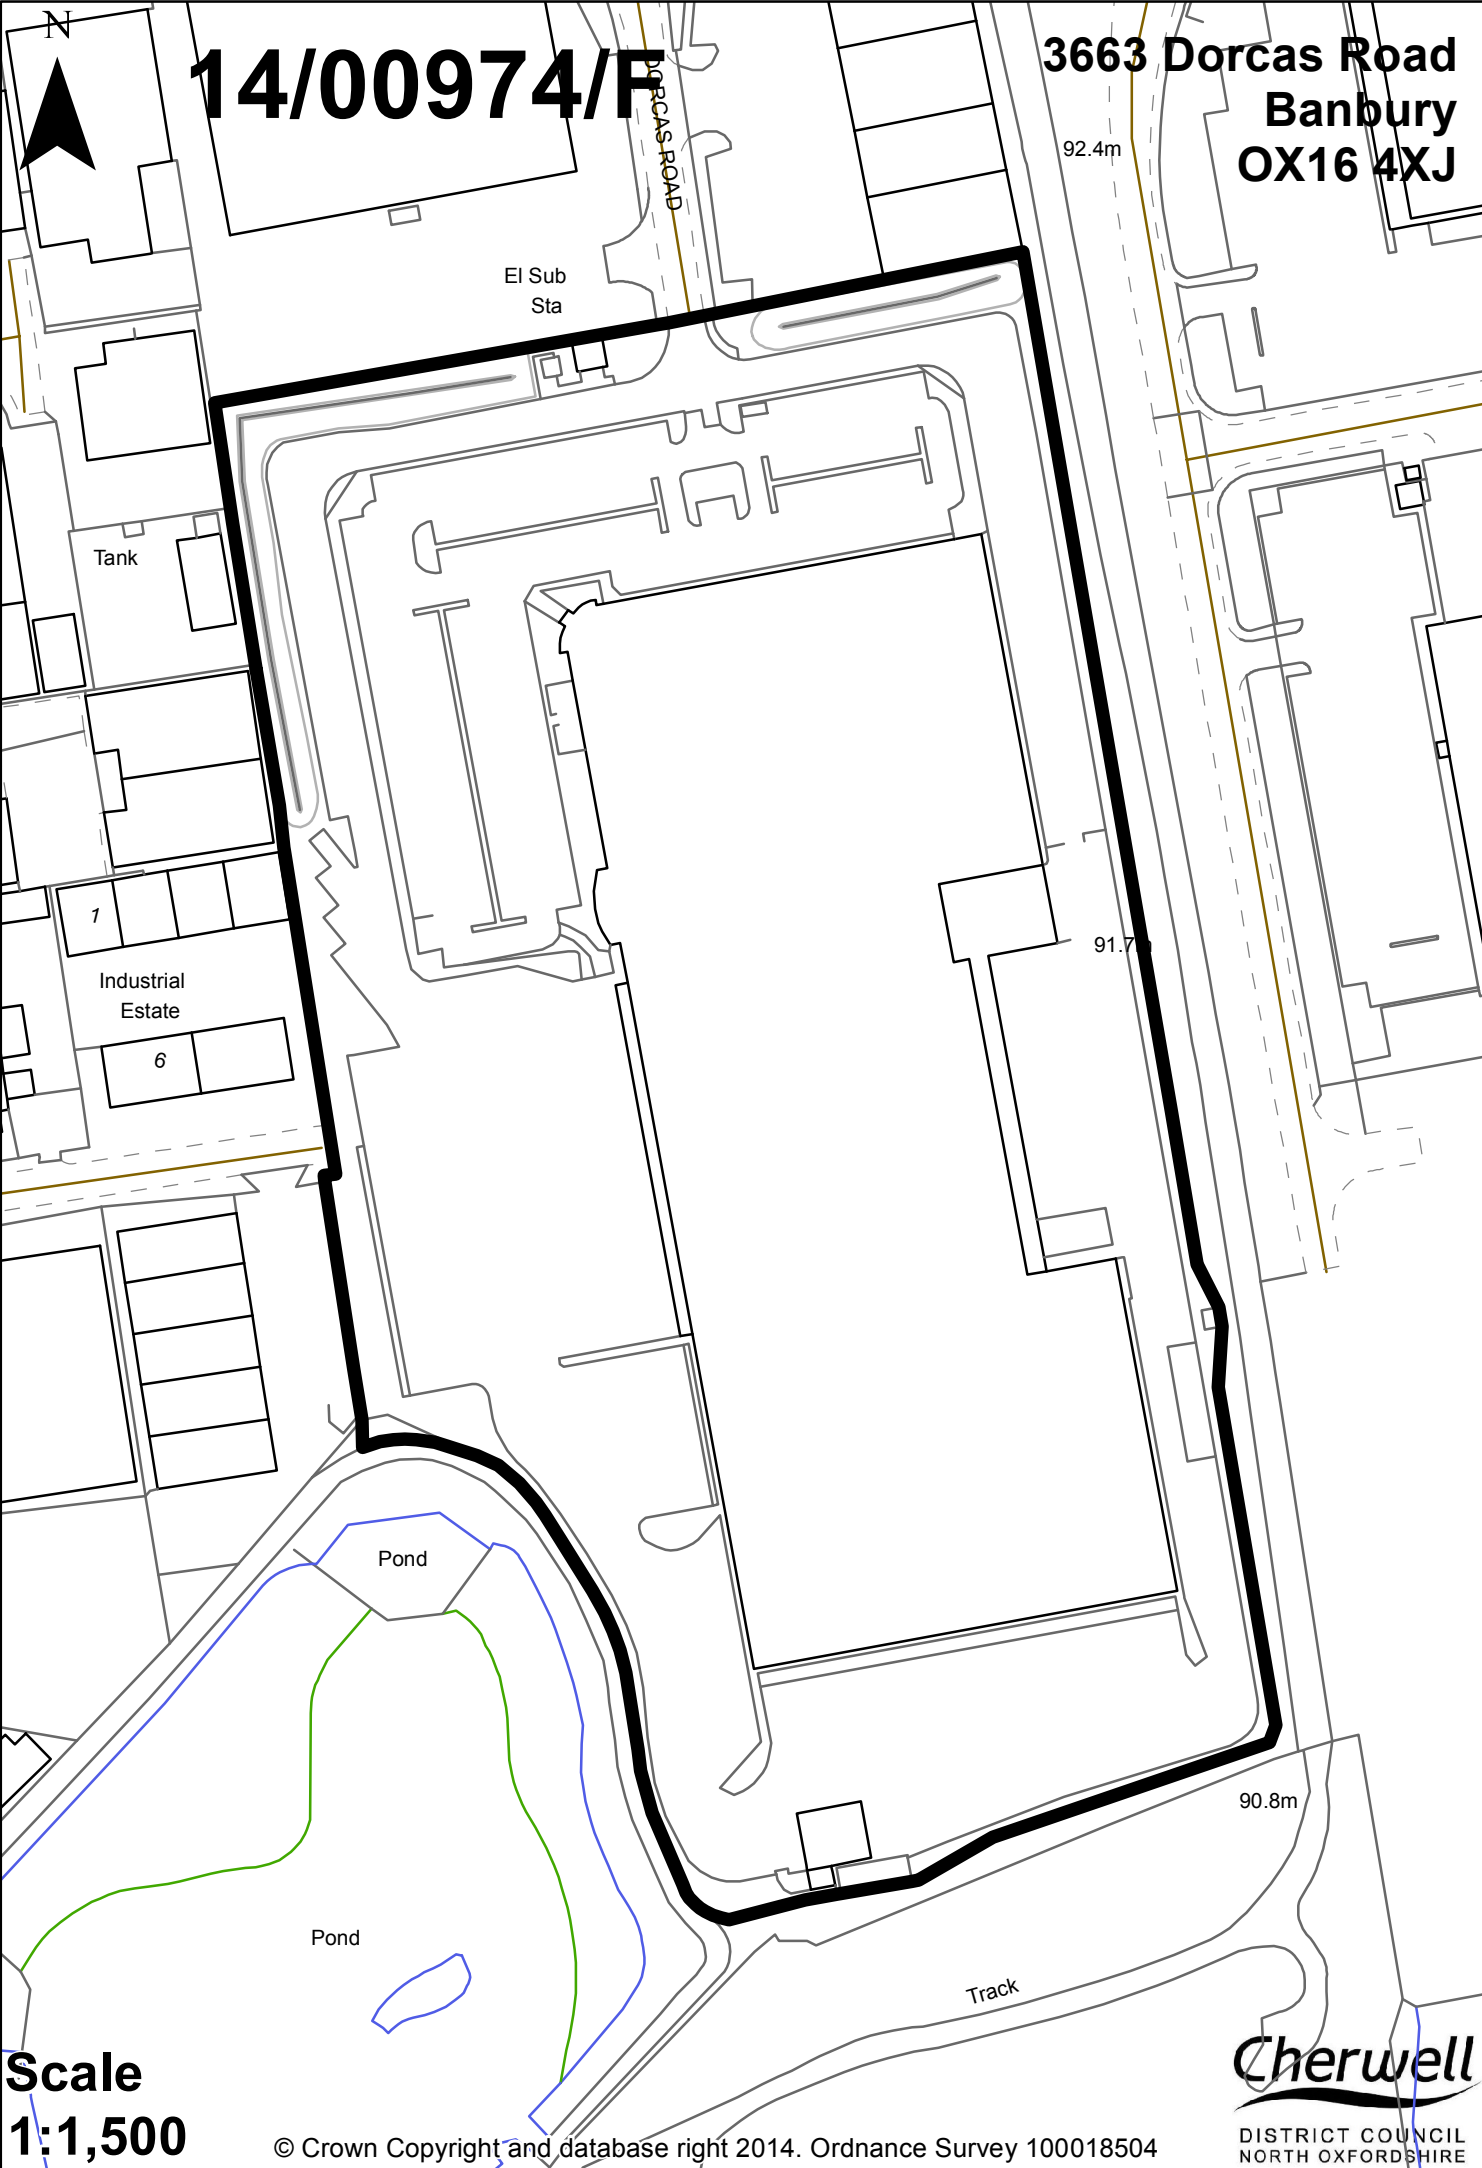 N
14/00974/F
3663 Dorcas Road
Banbury
OX16 4XJ
DORCAS ROAD
92.4m
El Sub
Sta
Tank
1
91.7
Industrial
Estate
6
Pond
90.8m
Pond
Track
Scale
1:1,500
© Crown Copyright and database right 2014. Ordnance Survey 100018504
Cherwell
DISTRICT COUNCIL
NORTH OXFORDSHIRE